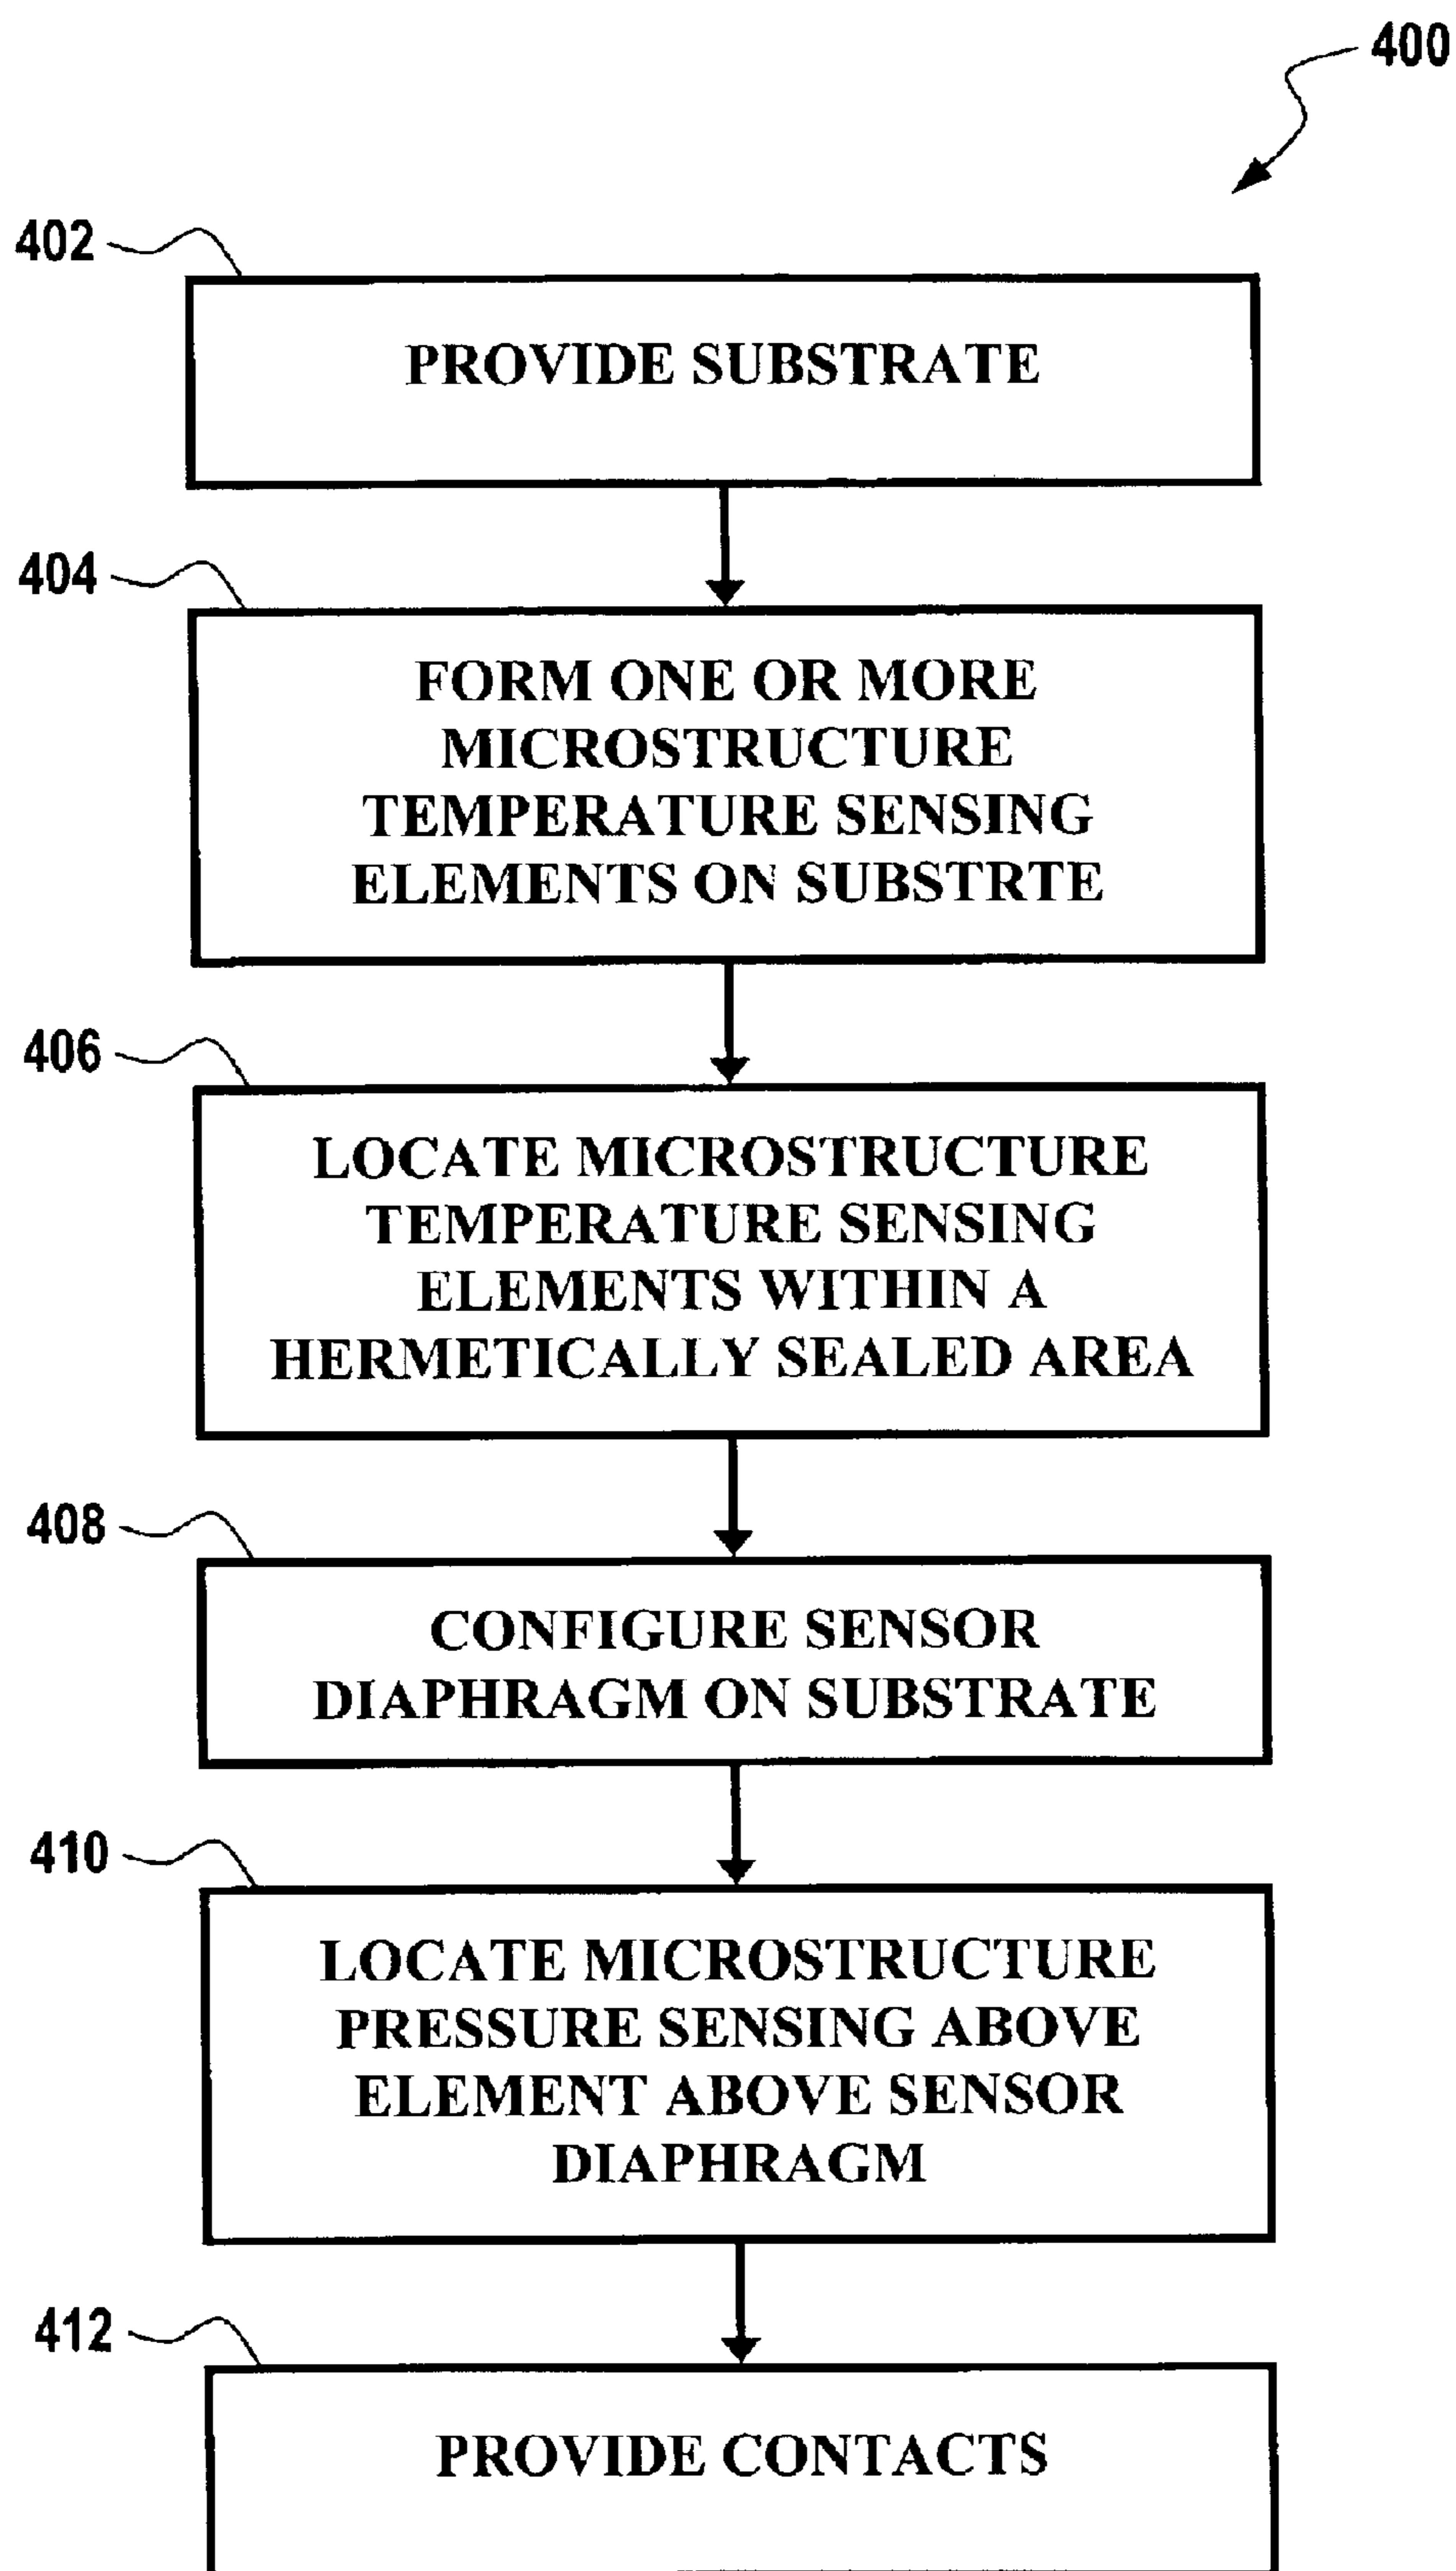 400
402
PROVIDE SUBSTRATE
404
FORM ONE OR MORE
MICROSTRUCTURE
TEMPERATURE SENSING
ELEMENTS ON SUBSTRTE
406
LOCATE MICROSTRUCTURE
TEMPERATURE SENSING
ELEMENTS WITHIN A
HERMETICALLY SEALED AREA
408
CONFIGURE SENSOR
DIAPHRAGM ON SUBSTRATE
410
LOCATE MICROSTRUCTURE
PRESSURE SENSING ABOVE
ELEMENT ABOVE SENSOR
DIAPHRAGM
412
PROVIDE CONTACTS